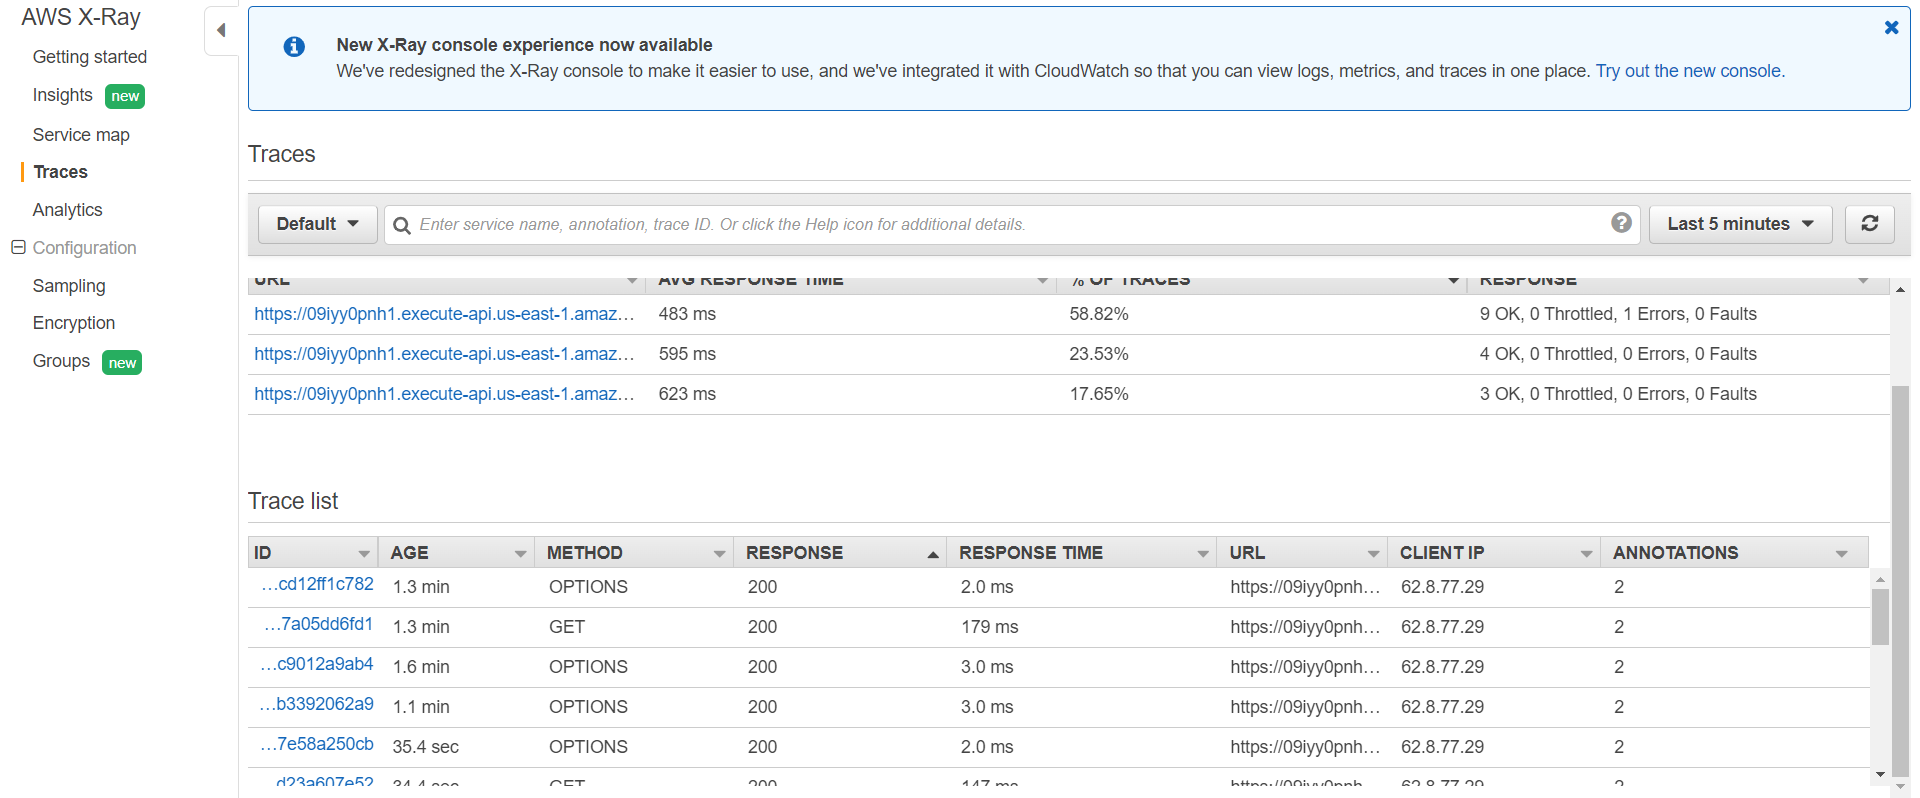 AWS X-Ray
Getting started
Insights new
Service map
Traces
Analytics
Configuration
Sampling
Encryption
Groups new
New X-Ray console experience now available
We've redesigned the X-Ray console to make it easier to use, and we've integrated it with CloudWatch so that you can view logs, metrics, and traces in one place. Try out the new console.
Traces
Default Enter service name, annotation, trace ID. Or click the Help icon for additional details. Last 5 minutes
URL AVG RESPONSE TIME % OF TRACES RESPONSE
https://09iyy0pnh1.execute-api.us-east-1.amaz… 483 ms 58.82% 9 OK, 0 Throttled, 1 Errors, 0 Faults
https://09iyy0pnh1.execute-api.us-east-1.amaz… 595 ms 23.53% 4 OK, 0 Throttled, 0 Errors, 0 Faults
https://09iyy0pnh1.execute-api.us-east-1.amaz… 623 ms 17.65% 3 OK, 0 Throttled, 0 Errors, 0 Faults
Trace list
ID AGE METHOD RESPONSE RESPONSE TIME URL CLIENT IP ANNOTATIONS
…cd12ff1c782 1.3 min OPTIONS 200 2.0 ms https://09iyy0pnh… 62.8.77.29 2
…7a05dd6fd1 1.3 min GET 200 179 ms https://09iyy0pnh… 62.8.77.29 2
…c9012a9ab4 1.6 min OPTIONS 200 3.0 ms https://09iyy0pnh… 62.8.77.29 2
…b3392062a9 1.1 min OPTIONS 200 3.0 ms https://09iyy0pnh… 62.8.77.29 2
…7e58a250cb 35.4 sec OPTIONS 200 2.0 ms https://09iyy0pnh… 62.8.77.29 2
…d23a607e52 34.4 sec GET 200 147 ms https://09iyy0pnh… 62.8.77.29 2